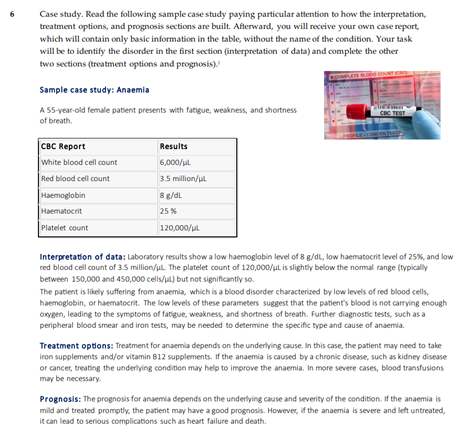 6 Case study. Read the following sample case study paying particular attention to how the interpretation,
treatment options, and prognosis sections are built. Afterward, you will receive your own case report,
which will contain only basic information in the table, without the name of the condition. Your task
will be to identify the disorder in the first section (interpretation of data) and complete the other
two sections (treatment options and prognosis).¹
COMPLETE BLOOD COUNT (CBC)
CBC TEST
Sample case study: Anaemia
A 55-year-old female patient presents with fatigue, weakness, and shortness
of breath.
CBC Report Results
White blood cell count 6,000/μL
Red blood cell count 3.5 million/μL
Haemoglobin 8 g/dL
Haematocrit 25 %
Platelet count 120,000/μL
Interpretation of data: Laboratory results show a low haemoglobin level of 8 g/dL, low haematocrit level of 25%, and low
red blood cell count of 3.5 million/μL. The platelet count of 120,000/μL is slightly below the normal range (typically
between 150,000 and 450,000 cells/μL) but not significantly so.
The patient is likely suffering from anaemia, which is a blood disorder characterized by low levels of red blood cells,
haemoglobin, or haematocrit. The low levels of these parameters suggest that the patient's blood is not carrying enough
oxygen, leading to the symptoms of fatigue, weakness, and shortness of breath. Further diagnostic tests, such as a
peripheral blood smear and iron tests, may be needed to determine the specific type and cause of anaemia.
Treatment options: Treatment for anaemia depends on the underlying cause. In this case, the patient may need to take
iron supplements and/or vitamin B12 supplements. If the anaemia is caused by a chronic disease, such as kidney disease
or cancer, treating the underlying condition may help to improve the anaemia. In more severe cases, blood transfusions
may be necessary.
Prognosis: The prognosis for anaemia depends on the underlying cause and severity of the condition. If the anaemia is
mild and treated promptly, the patient may have a good prognosis. However, if the anaemia is severe and left untreated,
it can lead to serious complications such as heart failure and death.